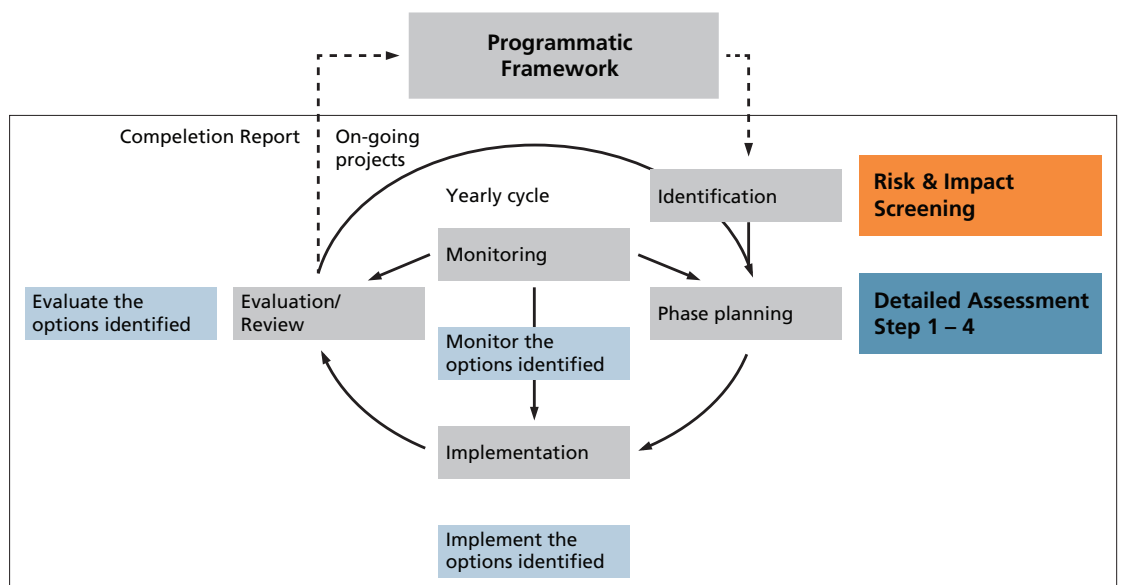 Programmatic
Framework
Compeletion Report
On-going
projects
Yearly cycle
Identification
Risk & Impact
Screening
Monitoring
Evaluate the
options identified
Evaluation/
Review
Phase planning
Detailed Assessment
Step 1 – 4
Monitor the
options identified
Implementation
Implement the
options identified